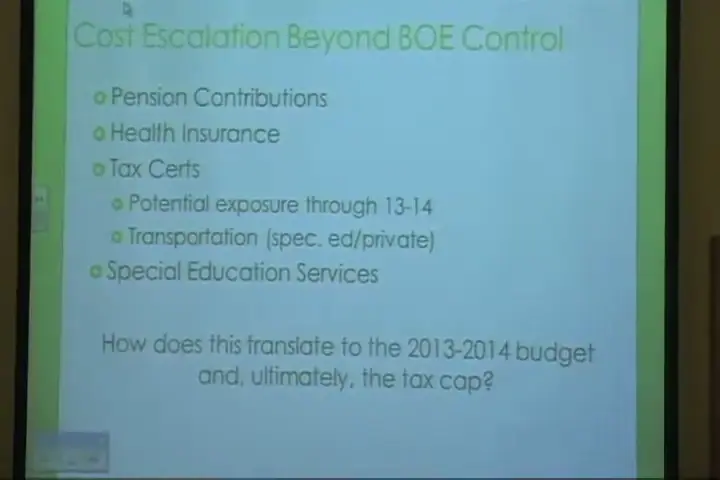 Cost Escalation Beyond BOE Control
Pension Contributions
Health Insurance
Tax Certs
Potential exposure through 13-14
Transportation (spec. ed/private)
Special Education Services
How does this translate to the 2013-2014 budget
and, ultimately, the tax cap?